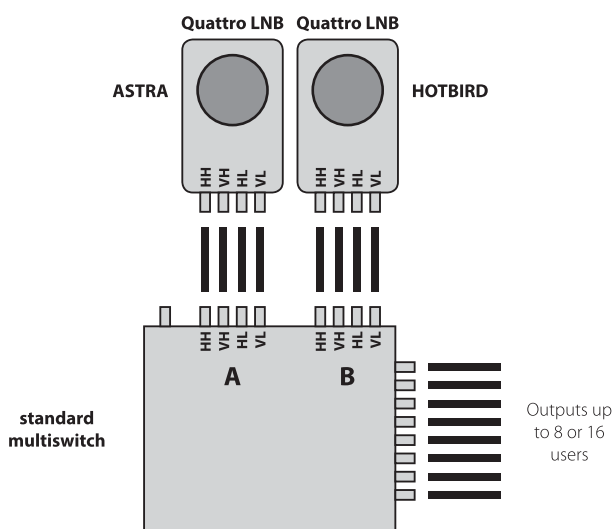 Quattro LNB Quattro LNB
ASTRA
HOTBIRD
HH VH HL VL
HH VH HL VL
HH VH HL VL
HH VH HL VL
A
B
standard
multiswitch
Outputs up
to 8 or 16
users